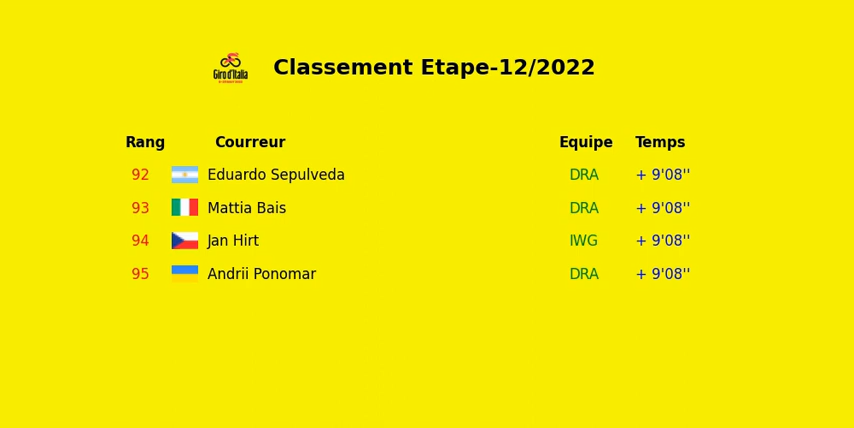 Giro d'Italia
Classement Etape-12/2022
Rang Courreur Equipe Temps
92 Eduardo Sepulveda DRA + 9'08''
93 Mattia Bais DRA + 9'08''
94 Jan Hirt IWG + 9'08''
95 Andrii Ponomar DRA + 9'08''